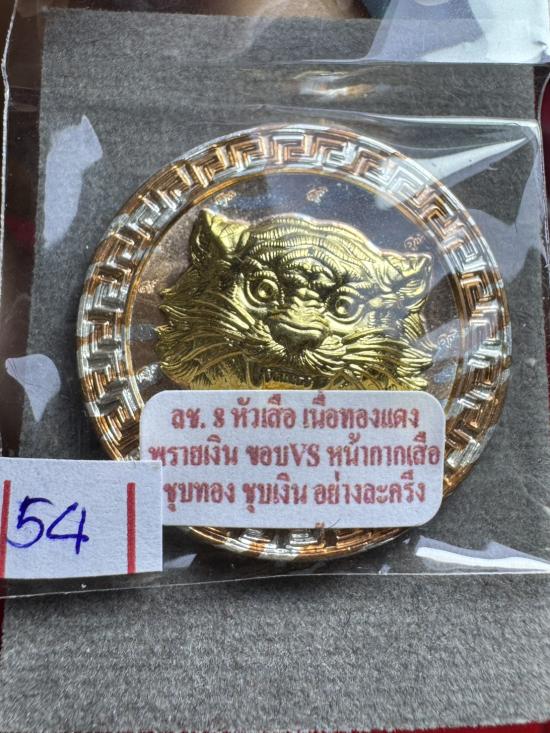 ลช. 8 หัวเสือ เนื้อทองแดง
พรายเงิน ขอบVS หน้ากากเสือ
ชุบทอง ชุบเงิน อย่างละครึ่ง
54